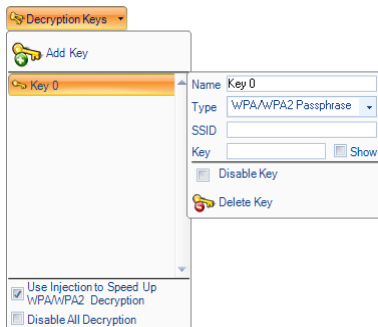 Decryption Keys
Add Key
Key 0
Name Key 0
Type WPA/WPA2 Passphrase
SSID
Key Show
Disable Key
Delete Key
Use Injection to Speed Up
WPA/WPA2 Decryption
Disable All Decryption